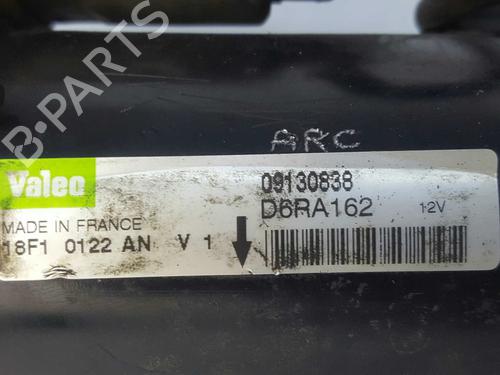 B-PARTS
ARC
Valeo
09130838
D6RA162 12V
MADE IN FRANCE
18F1 0122 AN V 1